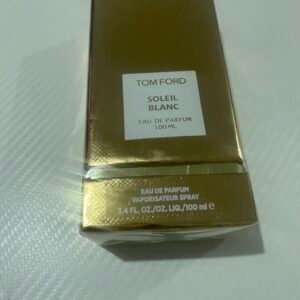 TOM FORD
SOLEIL
BLANC
EAU DE PARFUM
100 ML
EAU DE PARFUM
VAPORISATEUR SPRAY
3.4 FL. OZ./OZ. LIQ./100 ml e